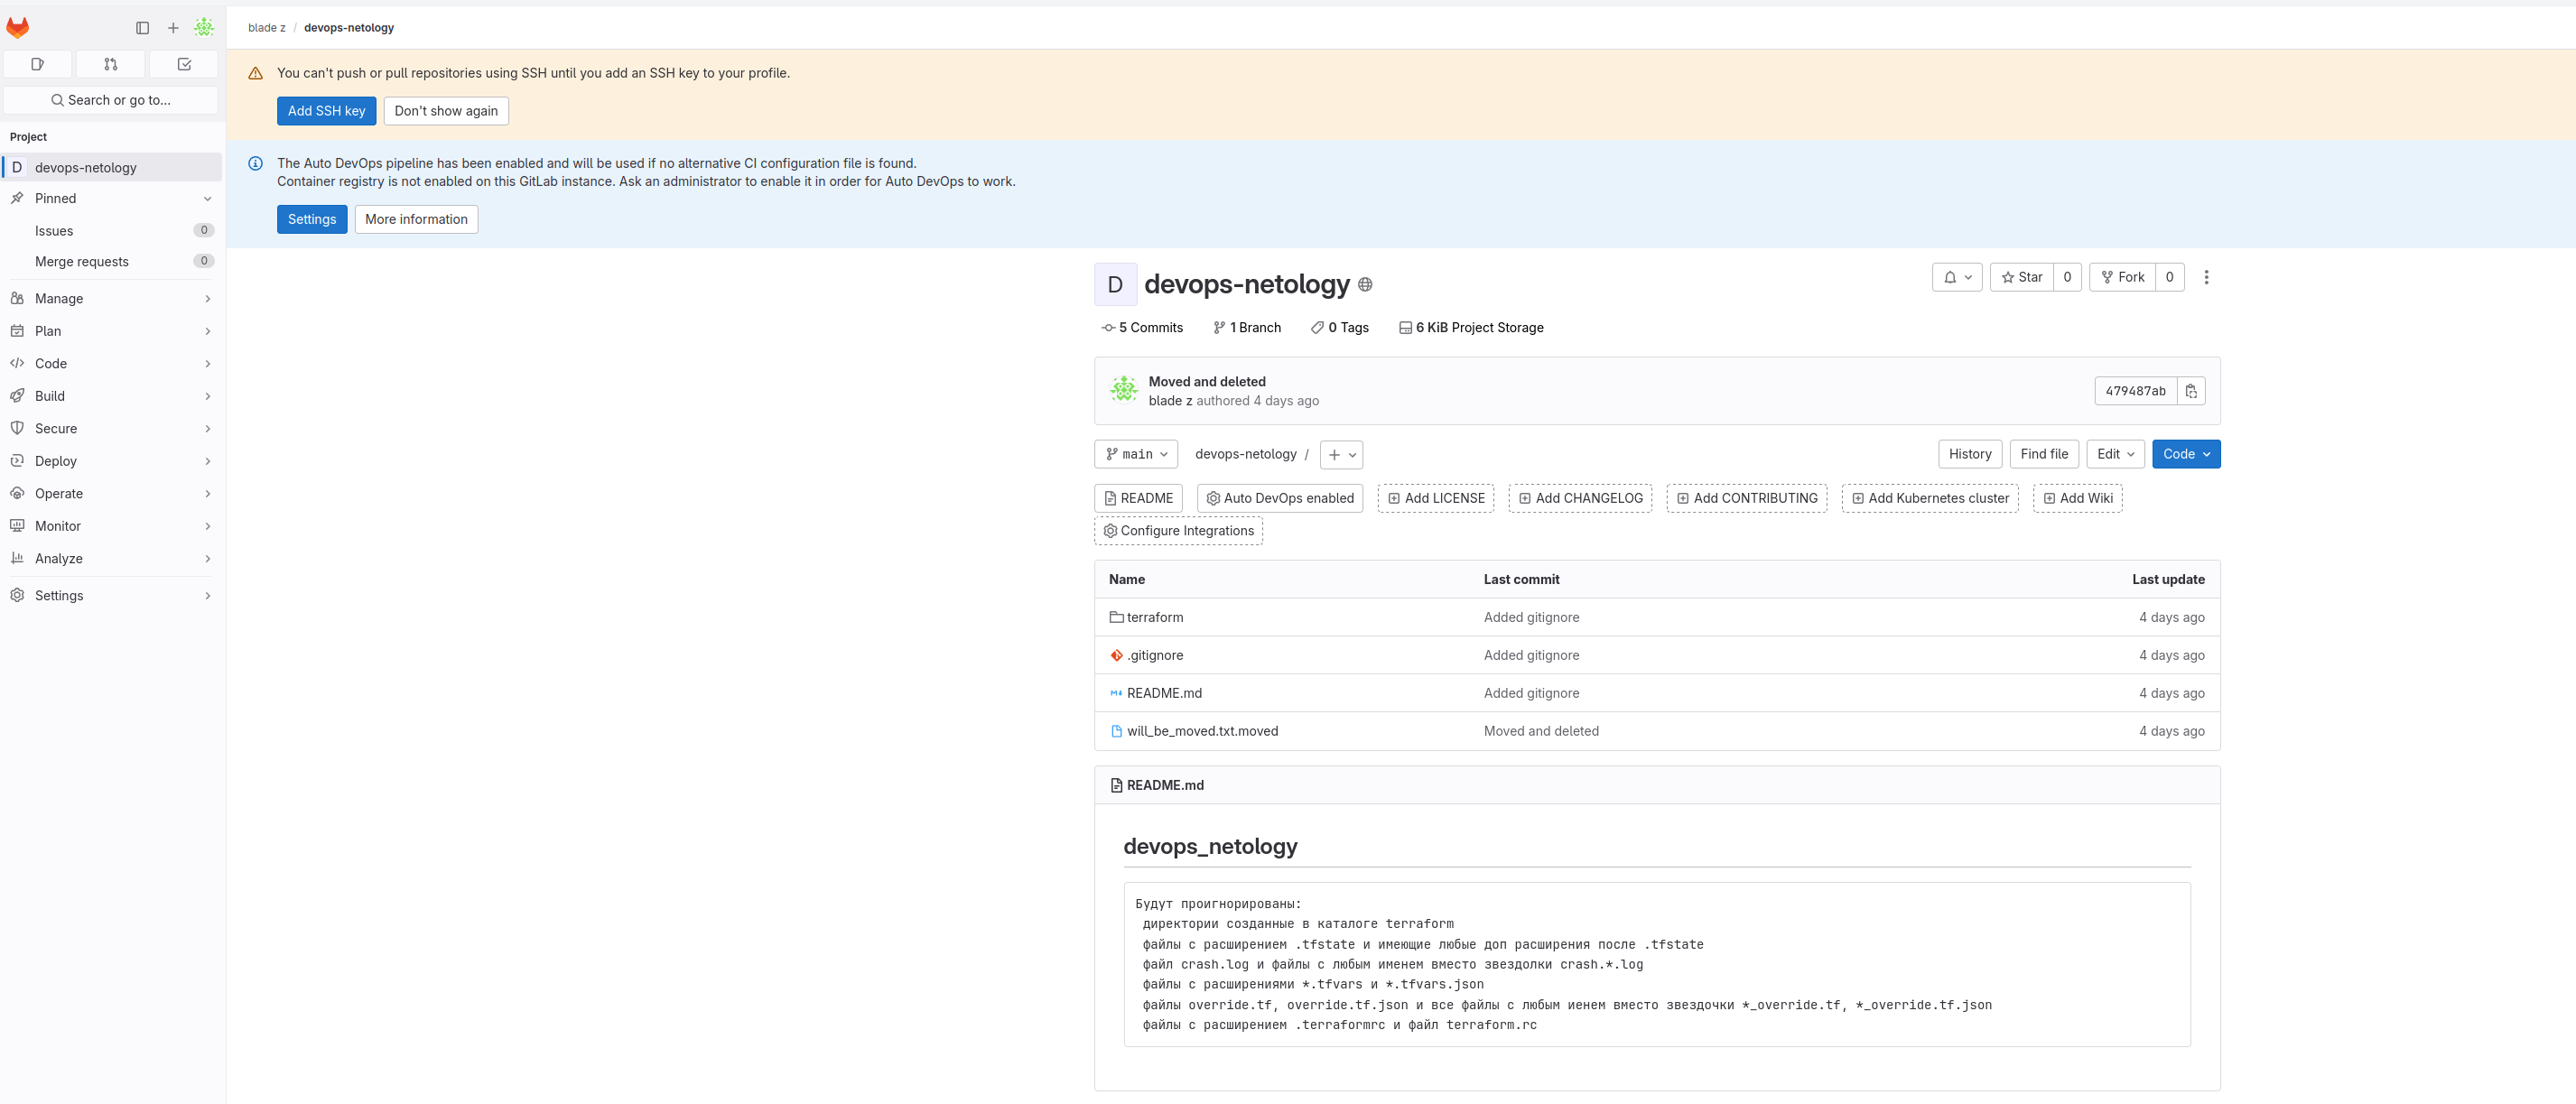 blade z / devops-netology
You can't push or pull repositories using SSH until you add an SSH key to your profile.
Add SSH key
Don't show again
Search or go to...
Project
D devops-netology
Pinned
Issues 0
Merge requests 0
Manage
Plan
Code
Build
Secure
Deploy
Operate
Monitor
Analyze
Settings
The Auto DevOps pipeline has been enabled and will be used if no alternative CI configuration file is found.
Container registry is not enabled on this GitLab instance. Ask an administrator to enable it in order for Auto DevOps to work.
Settings
More information
D devops-netology
Star 0
Fork 0
5 Commits
1 Branch
0 Tags
6 KiB Project Storage
Moved and deleted
blade z authored 4 days ago
479487ab
main
devops-netology /
History
Find file
Edit
Code
README
Auto DevOps enabled
Add LICENSE
Add CHANGELOG
Add CONTRIBUTING
Add Kubernetes cluster
Add Wiki
Configure Integrations
Name Last commit Last update
terraform Added gitignore 4 days ago
.gitignore Added gitignore 4 days ago
README.md Added gitignore 4 days ago
will_be_moved.txt.moved Moved and deleted 4 days ago
README.md
devops_netology
Будут проигнорированы:
директории созданные в каталоге terraform
файлы с расширением .tfstate и имеющие любые доп расширения после .tfstate
файл crash.log и файлы с любым именем вместо звездолки crash.*.log
файлы с расширениями *.tfvars и *.tfvars.json
файлы override.tf, override.tf.json и все файлы с любым иенем вместо звездочки *_override.tf, *_override.tf.json
файлы с расширением .terraformrc и файл terraform.rc